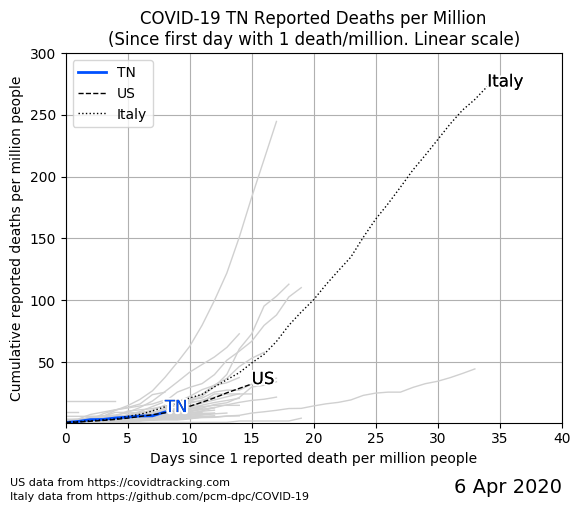 COVID-19 TN Reported Deaths per Million
(Since first day with 1 death/million. Linear scale)
300
250
200
150
100
50
Cumulative reported deaths per million people
TN
US
Italy
Italy
US
TN
0 5 10 15 20 25 30 35 40
Days since 1 reported death per million people
US data from https://covidtracking.com
Italy data from https://github.com/pcm-dpc/COVID-19
6 Apr 2020